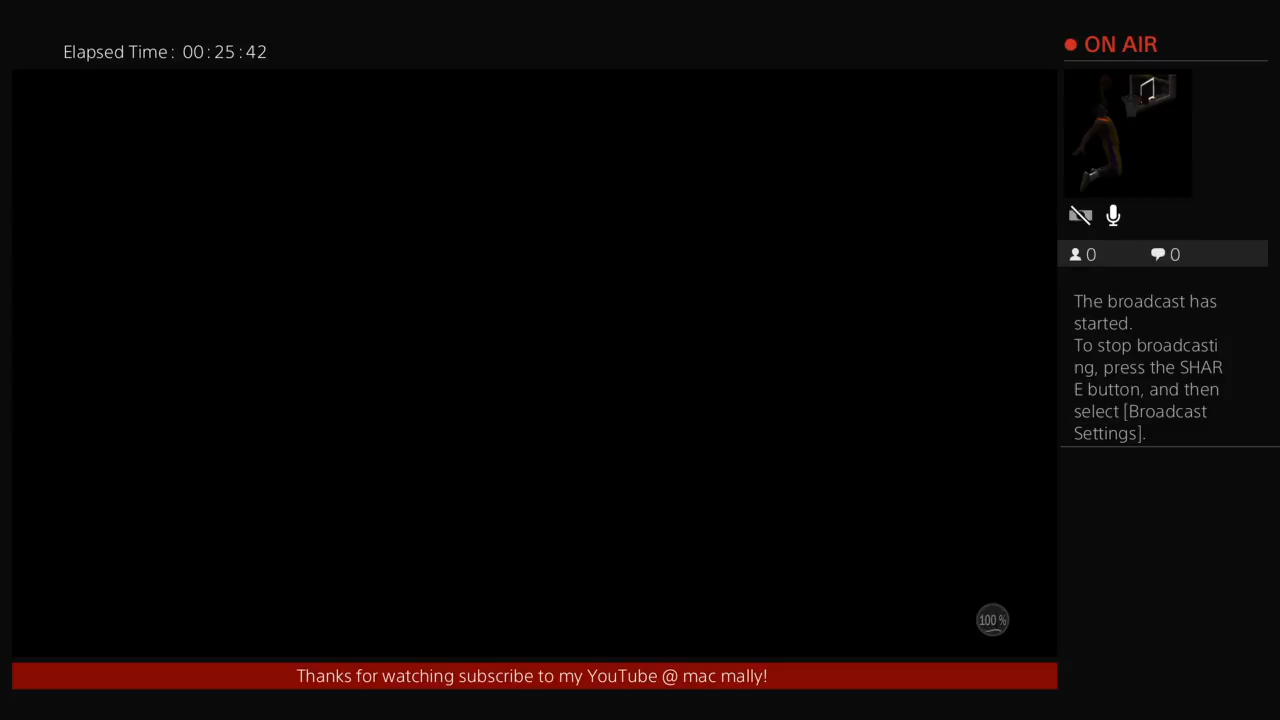 Elapsed Time: 00:25:42
ON AIR
0 0
The broadcast has
started.
To stop broadcasti
ng, press the SHAR
E button, and then
select [Broadcast
Settings].
100 %
Thanks for watching subscribe to my YouTube @ mac mally!